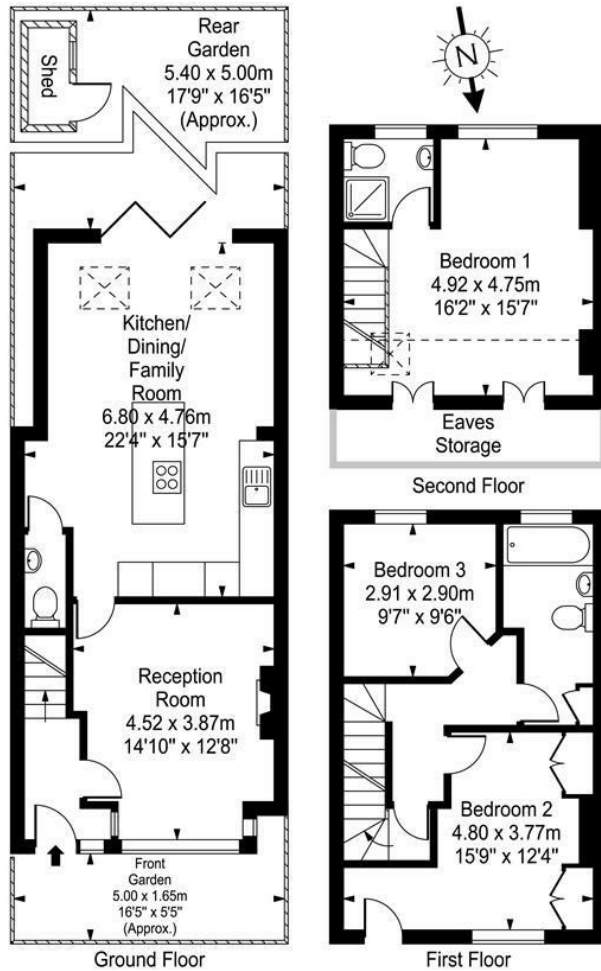 Shed
Rear
Garden
5.40 x 5.00m
17'9" x 16'5"
(Approx.)
N
Kitchen/
Dining/
Family
Room
6.80 x 4.76m
22'4" x 15'7"
Reception
Room
4.52 x 3.87m
14'10" x 12'8"
Front
Garden
5.00 x 1.65m
16'5" x 5'5"
(Approx.)
Ground Floor
Bedroom 1
4.92 x 4.75m
16'2" x 15'7"
Eaves
Storage
Second Floor
Bedroom 3
2.91 x 2.90m
9'7" x 9'6"
Bedroom 2
4.80 x 3.77m
15'9" x 12'4"
First Floor